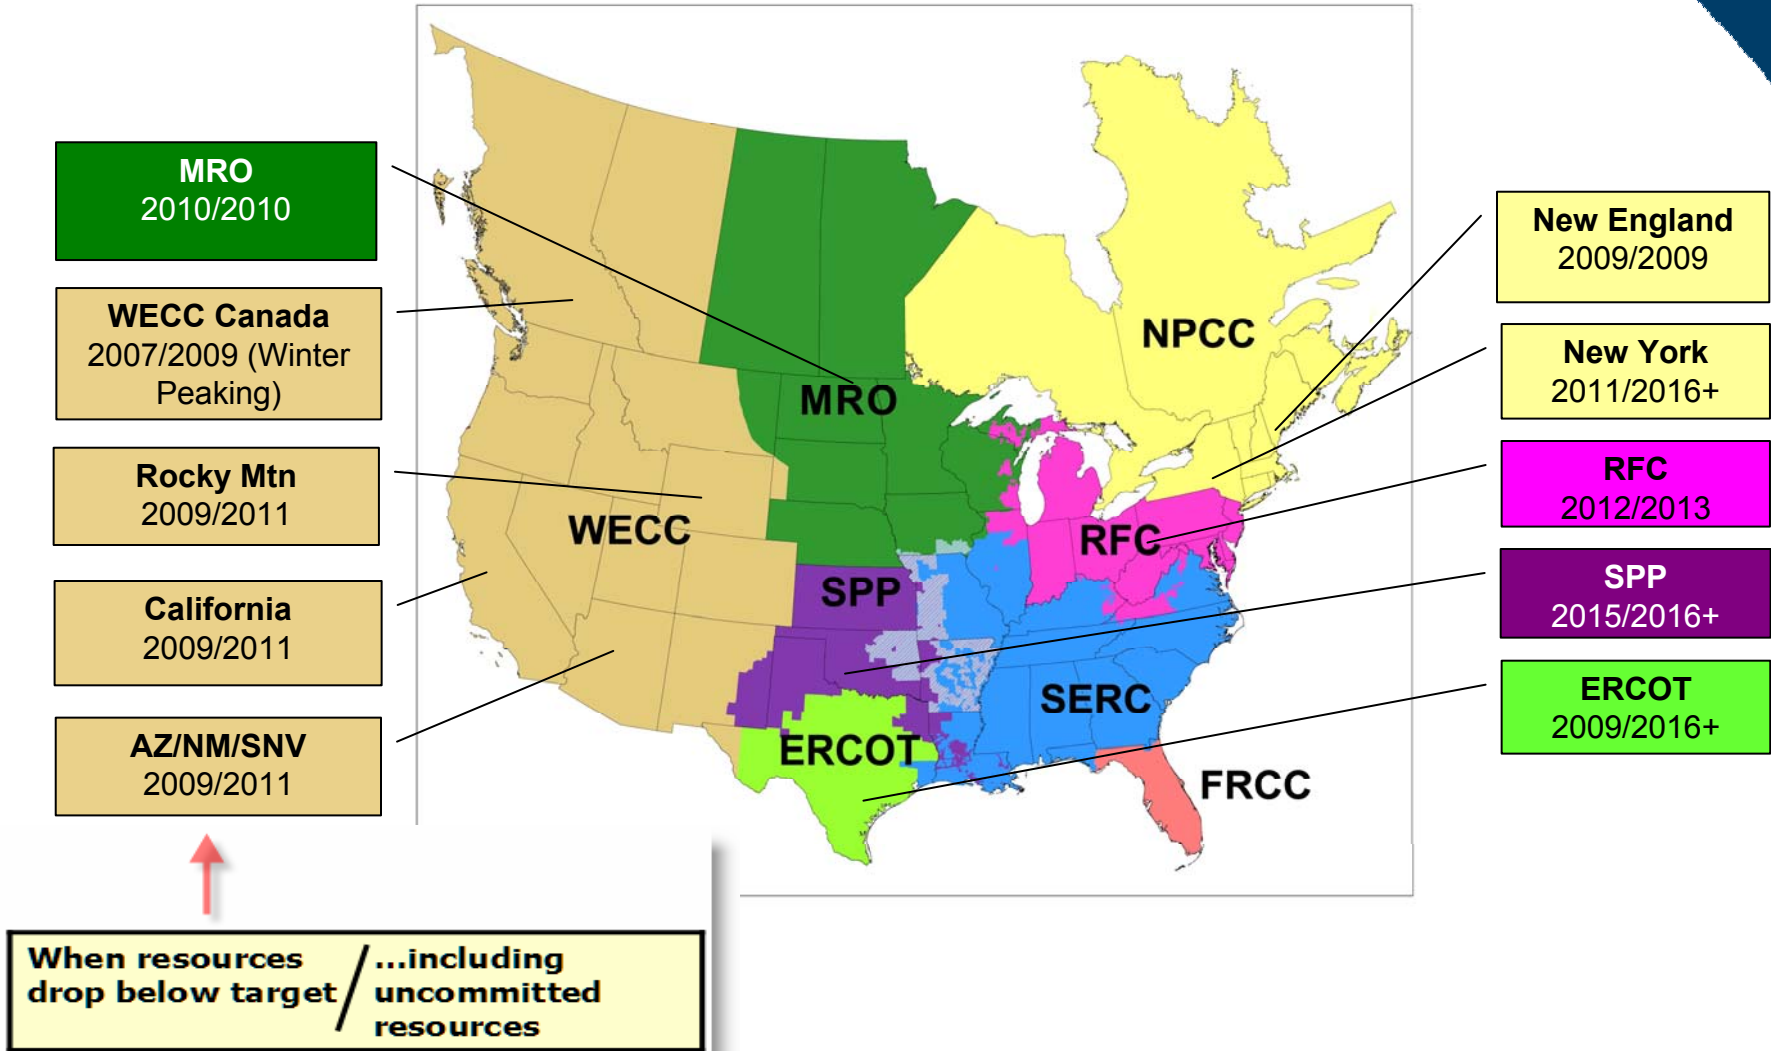 MRO
2010/2010
WECC Canada
2007/2009 (Winter
Peaking)
Rocky Mtn
2009/2011
California
2009/2011
AZ/NM/SNV
2009/2011
When resources
drop below target
/
...including
uncommitted
resources
NPCC
MRO
WECC
RFC
SPP
SERC
ERCOT
FRCC
New England
2009/2009
New York
2011/2016+
RFC
2012/2013
SPP
2015/2016+
ERCOT
2009/2016+